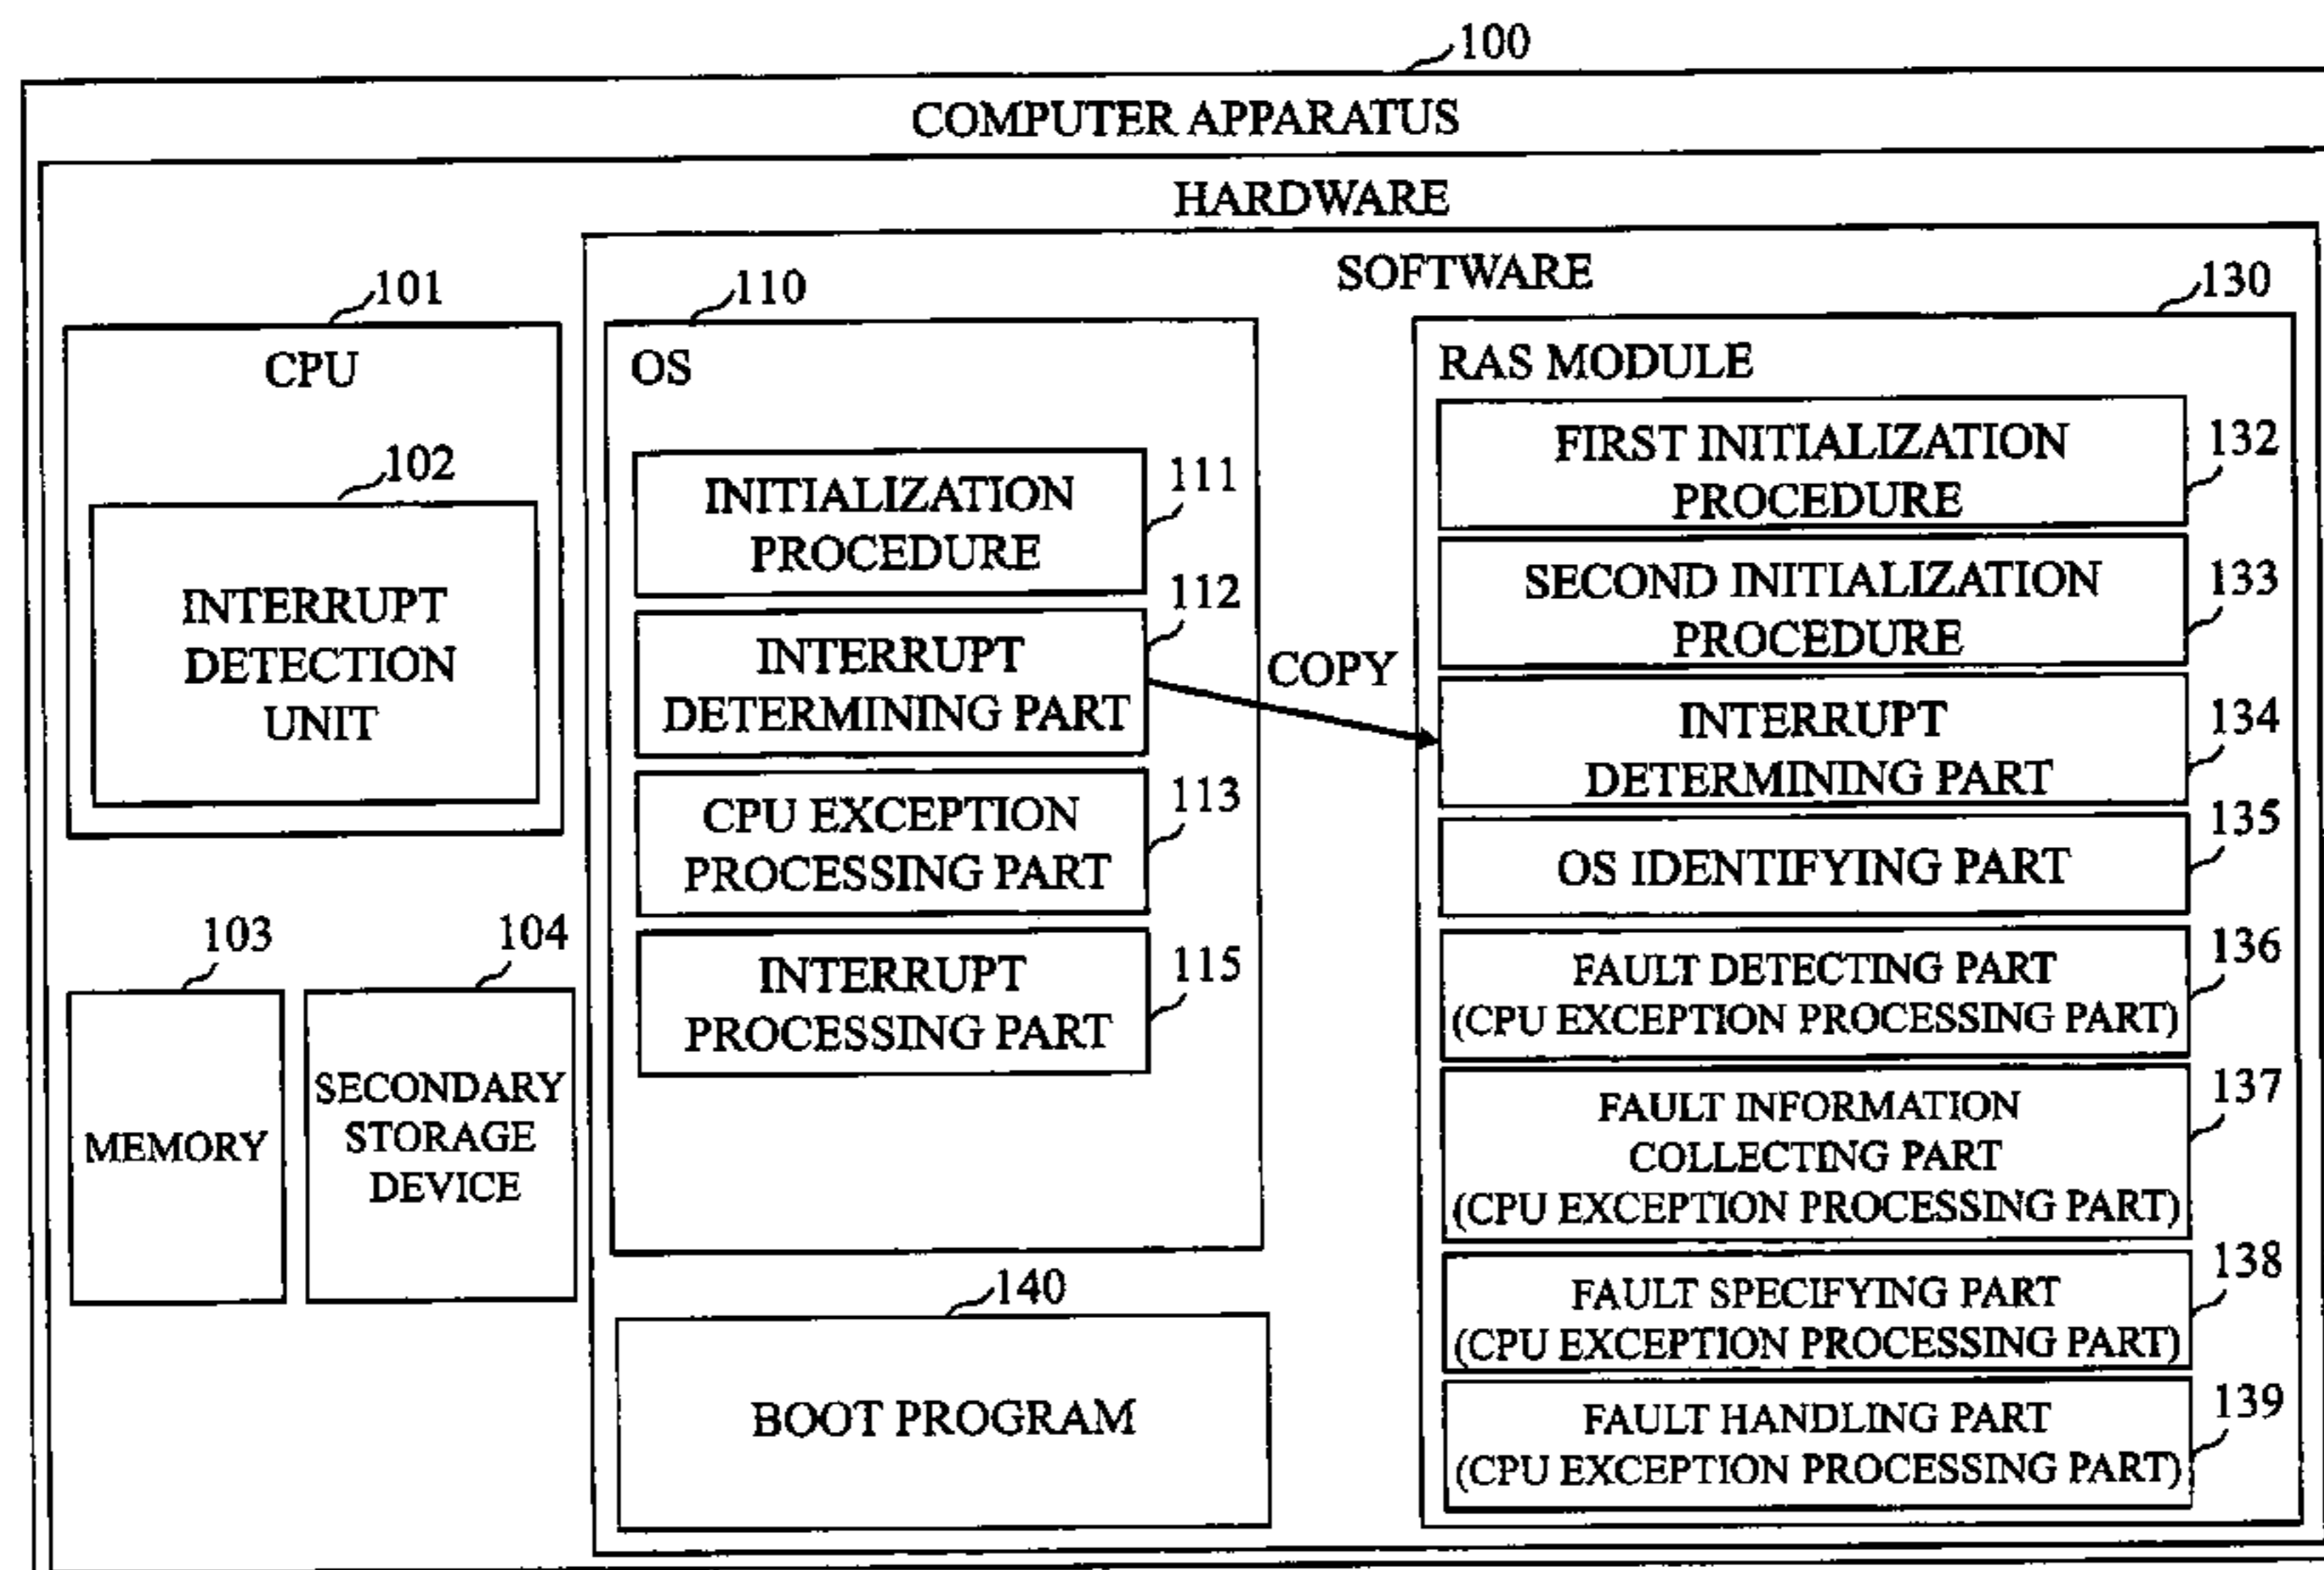 100
COMPUTER APPARATUS
HARDWARE
SOFTWARE
101
CPU
102
INTERRUPT
DETECTION
UNIT
103
MEMORY
104
SECONDARY
STORAGE
DEVICE
110
OS
INITIALIZATION
PROCEDURE
111
INTERRUPT
DETERMINING PART
112
CPU EXCEPTION
PROCESSING PART
113
INTERRUPT
PROCESSING PART
115
COPY
140
BOOT PROGRAM
130
RAS MODULE
FIRST INITIALIZATION
PROCEDURE
132
SECOND INITIALIZATION
PROCEDURE
133
INTERRUPT
DETERMINING PART
134
OS IDENTIFYING PART
135
FAULT DETECTING PART
(CPU EXCEPTION PROCESSING PART)
136
FAULT INFORMATION
COLLECTING PART
(CPU EXCEPTION PROCESSING PART)
137
FAULT SPECIFYING PART
(CPU EXCEPTION PROCESSING PART)
138
FAULT HANDLING PART
(CPU EXCEPTION PROCESSING PART)
139